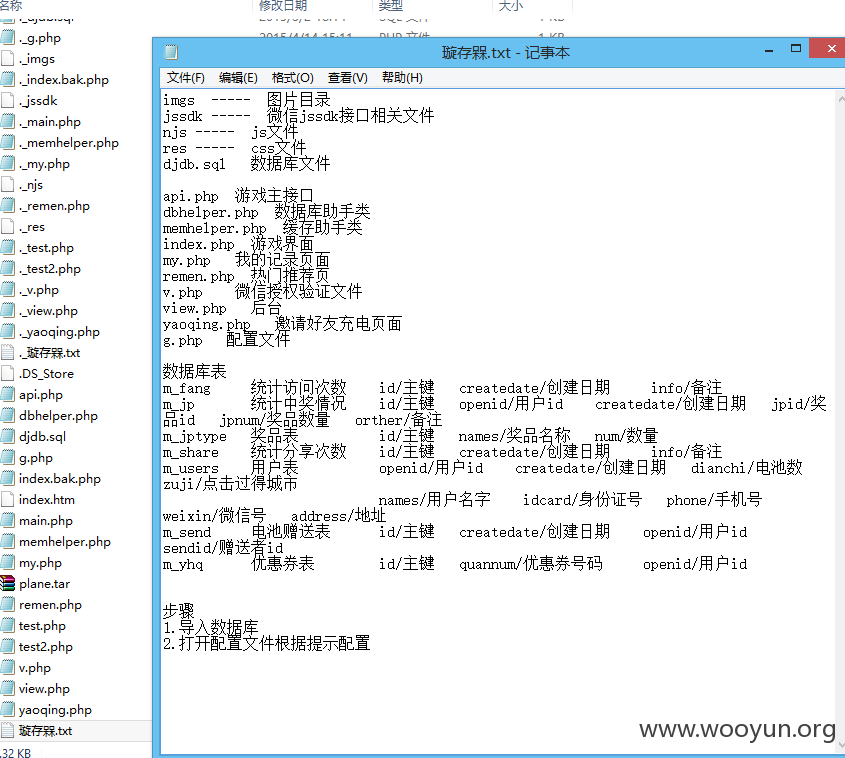 名称 修改日期 类型 大小
._djdb.sql
._g.php 2015/4/14 15:11 PHP 文件 1 KB
._imgs
._index.bak.php
._jssdk
._main.php
._memhelper.php
._my.php
._njs
._remen.php
._res
._test.php
._test2.php
._v.php
._view.php
._yaoqing.php
._璇存槑.txt
.DS_Store
api.php
dbhelper.php
djdb.sql
g.php
index.bak.php
index.htm
main.php
memhelper.php
my.php
plane.tar
remen.php
test.php
test2.php
v.php
view.php
yaoqing.php
璇存槑.txt
.32 KB
璇存槑.txt - 记事本
文件(F) 编辑(E) 格式(O) 查看(V) 帮助(H)
imgs ----- 图片目录
jssdk ----- 微信jssdk接口相关文件
njs ----- js文件
res ----- css文件
djdb.sql 数据库文件
api.php 游戏主接口
dbhelper.php 数据库助手类
memhelper.php 缓存助手类
index.php 游戏界面
my.php 我的记录页面
remen.php 热门推荐页
v.php 微信授权验证文件
view.php 后台
yaoqing.php 邀请好友充电页面
g.php 配置文件
数据库表
m_fang 统计访问次数 id/主键 createdate/创建日期 info/备注
m_jp 统计中奖情况 id/主键 openid/用户id createdate/创建日期 jpid/奖
品id jpnum/奖品数量 orther/备注
m_jptype 奖品表 id/主键 names/奖品名称 num/数量
m_share 统计分享次数 id/主键 createdate/创建日期 info/备注
m_users 用户表 openid/用户id createdate/创建日期 dianchi/电池数
zuji/点击过得城市
names/用户名字 idcard/身份证号 phone/手机号
weixin/微信号 address/地址
m_send 电池赠送表 id/主键 createdate/创建日期 openid/用户id
sendid/赠送者id
m_yhq 优惠券表 id/主键 quannum/优惠券号码 openid/用户id
步骤
1.导入数据库
2.打开配置文件根据提示配置
www.wooyun.org